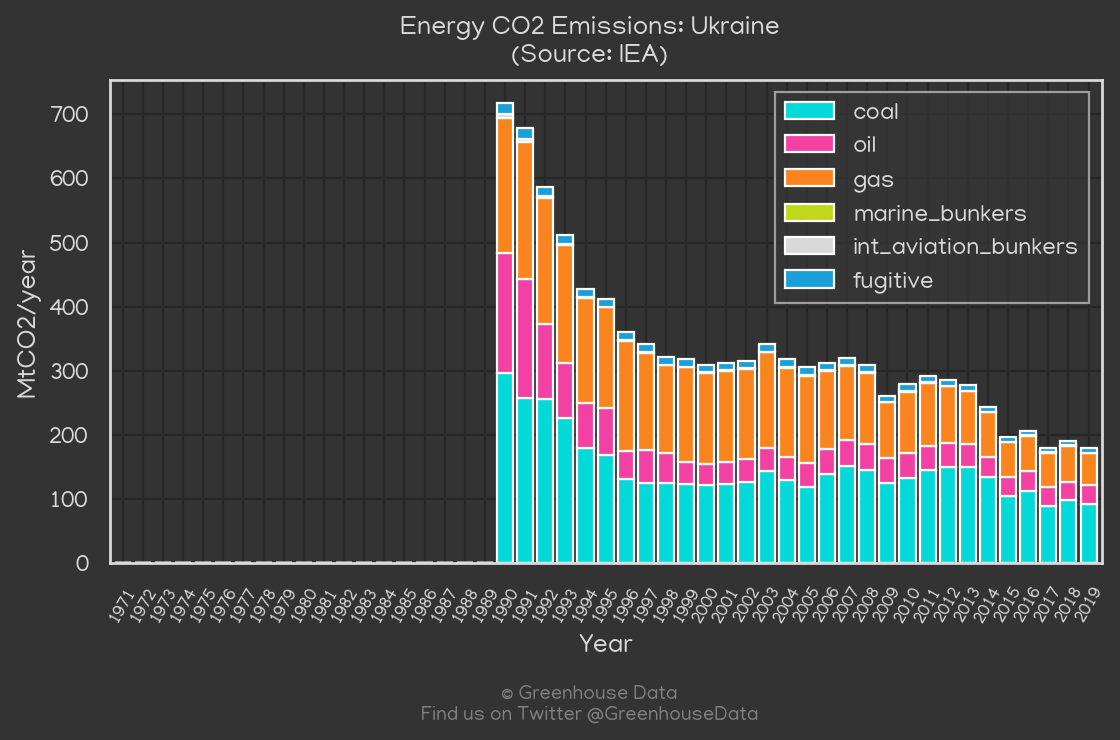 Energy CO2 Emissions: Ukraine
(Source: IEA)
700
600
500
400
300
200
100
0
MtCO2/year
coal
oil
gas
marine_bunkers
int_aviation_bunkers
fugitive
1971 1972 1973 1974 1975 1976 1977 1978 1979 1980 1981 1982 1983 1984 1985 1986 1987 1988 1989 1990 1991 1992 1993 1994 1995 1996 1997 1998 1999 2000 2001 2002 2003 2004 2005 2006 2007 2008 2009 2010 2011 2012 2013 2014 2015 2016 2017 2018 2019
Year
© Greenhouse Data
Find us on Twitter @GreenhouseData